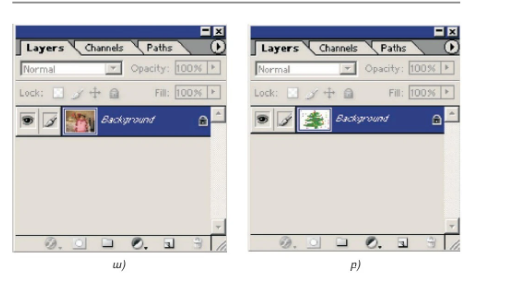 Layers Channels Paths
Normal Opacity: 100%
Lock: Fill: 100%
Background
ա)
Layers Channels Paths
Normal Opacity: 100%
Lock: Fill: 100%
Background
բ)